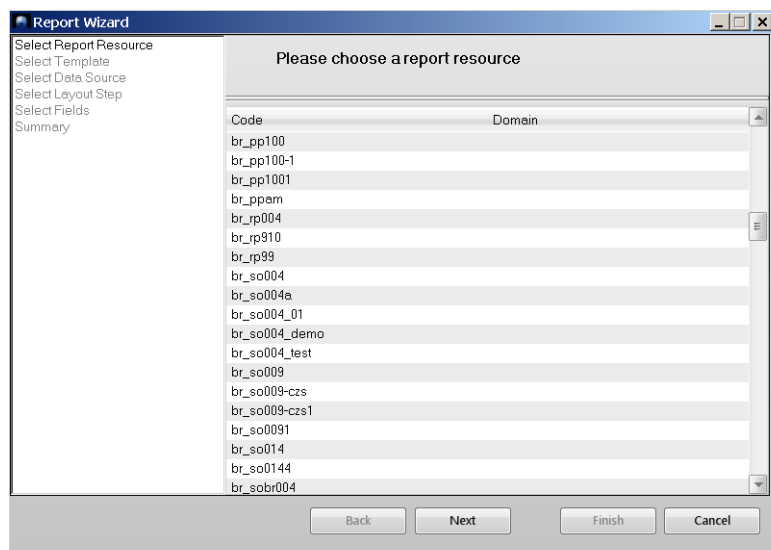 Report Wizard
Select Report Resource
Select Template
Select Data Source
Select Layout Step
Select Fields
Summary
Please choose a report resource
Code Domain
br_pp100
br_pp100-1
br_pp1001
br_ppam
br_rp004
br_rp910
br_rp99
br_so004
br_so004a
br_so004_01
br_so004_demo
br_so004_test
br_so009
br_so009-czs
br_so009-czs1
br_so0091
br_so014
br_so0144
br_sobr004
Back Next Finish Cancel